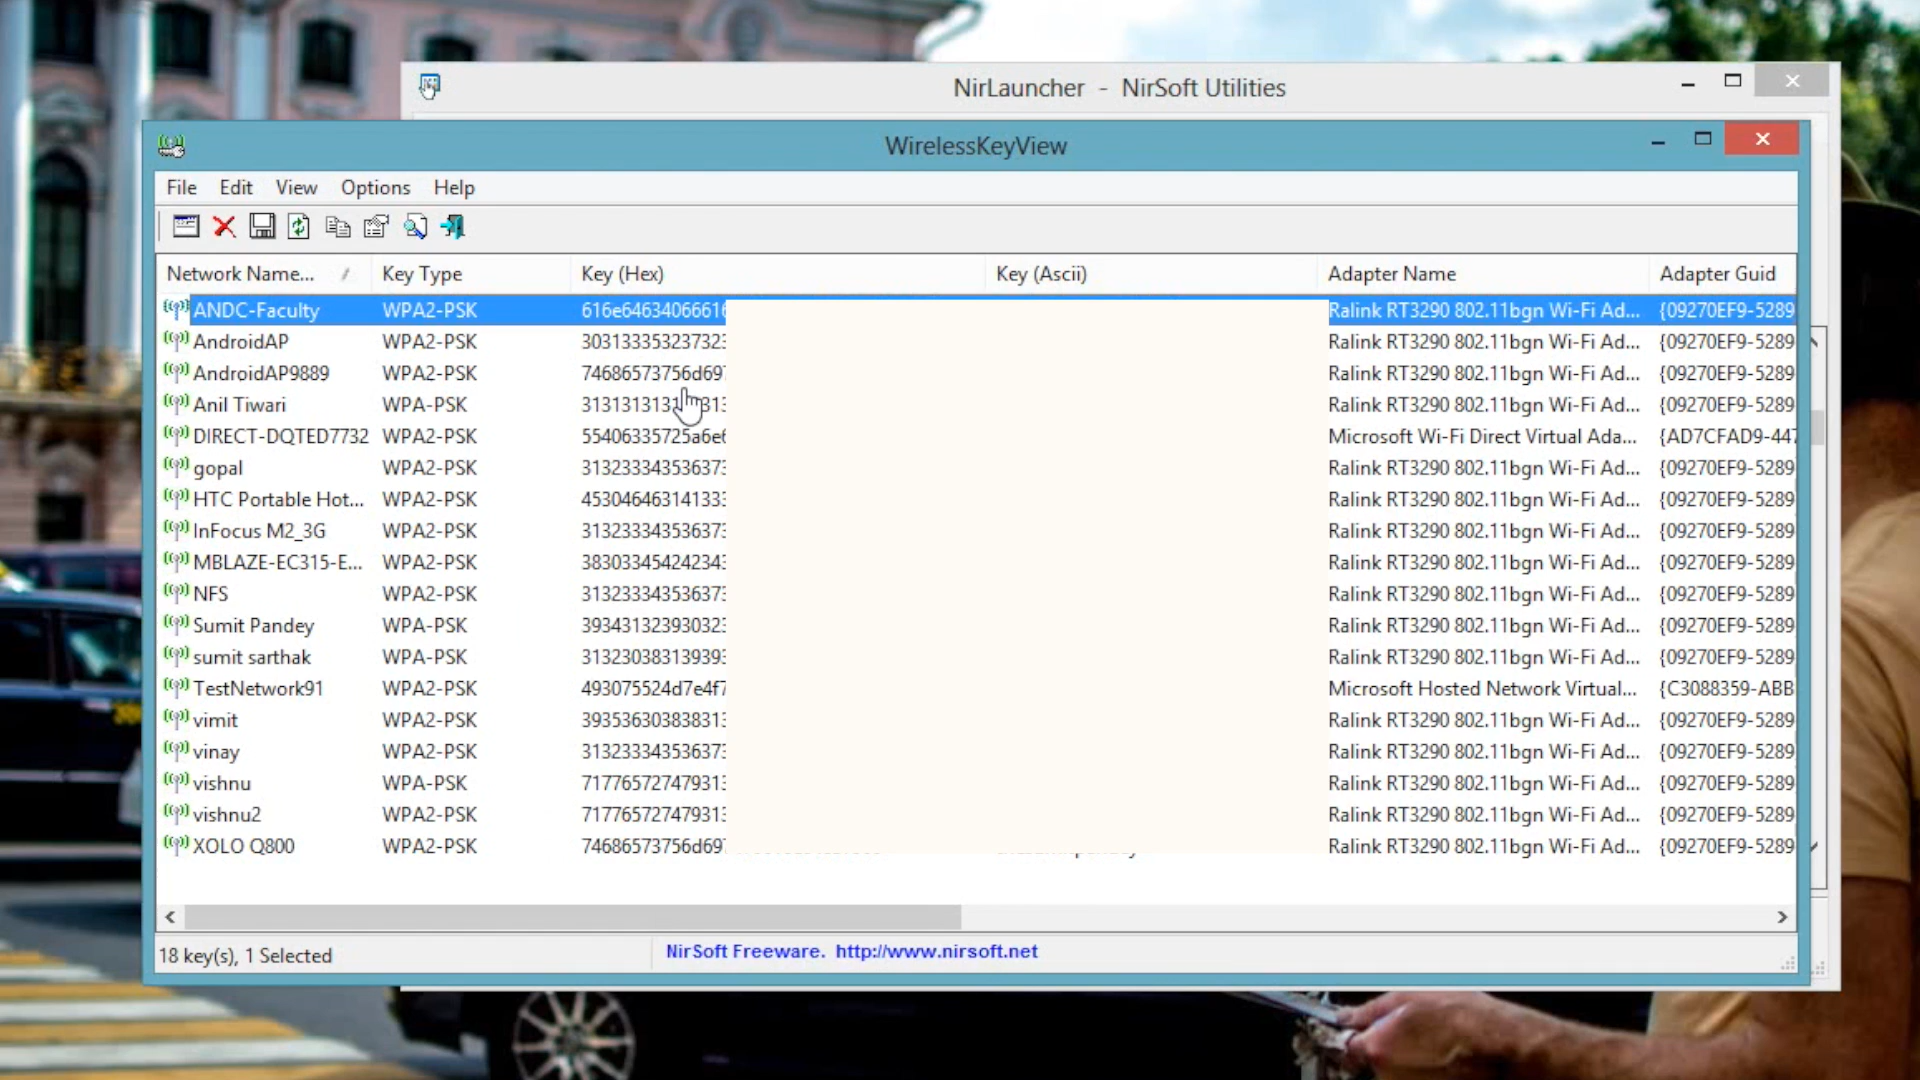 NirLauncher - NirSoft Utilities
WirelessKeyView
File Edit View Options Help
Network Name... Key Type Key (Hex) Key (Ascii) Adapter Name Adapter Guid
ANDC-Faculty WPA2-PSK 616e6463406661 Ralink RT3290 802.11bgn Wi-Fi Ad... {09270EF9-5289
AndroidAP WPA2-PSK 30313335323732 Ralink RT3290 802.11bgn Wi-Fi Ad... {09270EF9-5289
AndroidAP9889 WPA2-PSK 74686573756d69 Ralink RT3290 802.11bgn Wi-Fi Ad... {09270EF9-5289
Anil Tiwari WPA-PSK Ralink RT3290 802.11bgn Wi-Fi Ad... {09270EF9-5289
DIRECT-DQTED7732 WPA2-PSK 55406335725a6e Microsoft Wi-Fi Direct Virtual Ada... {AD7CFAD9-447
gopal WPA2-PSK 31323334353637 Ralink RT3290 802.11bgn Wi-Fi Ad... {09270EF9-5289
HTC Portable Hot... WPA2-PSK 45304646314133 Ralink RT3290 802.11bgn Wi-Fi Ad... {09270EF9-5289
InFocus M2_3G WPA2-PSK 31323334353637 Ralink RT3290 802.11bgn Wi-Fi Ad... {09270EF9-5289
MBLAZE-EC315-E... WPA2-PSK 38303345424234 Ralink RT3290 802.11bgn Wi-Fi Ad... {09270EF9-5289
NFS WPA2-PSK 31323334353637 Ralink RT3290 802.11bgn Wi-Fi Ad... {09270EF9-5289
Sumit Pandey WPA-PSK 39343132393032 Ralink RT3290 802.11bgn Wi-Fi Ad... {09270EF9-5289
sumit sarthak WPA-PSK 31323038313939 Ralink RT3290 802.11bgn Wi-Fi Ad... {09270EF9-5289
TestNetwork91 WPA2-PSK 493075524d7e4f Microsoft Hosted Network Virtual... {C3088359-ABB
vimit WPA2-PSK 39353630383831 Ralink RT3290 802.11bgn Wi-Fi Ad... {09270EF9-5289
vinay WPA2-PSK 31323334353637 Ralink RT3290 802.11bgn Wi-Fi Ad... {09270EF9-5289
vishnu WPA-PSK 71776572747931 Ralink RT3290 802.11bgn Wi-Fi Ad... {09270EF9-5289
vishnu2 WPA2-PSK 71776572747931 Ralink RT3290 802.11bgn Wi-Fi Ad... {09270EF9-5289
XOLO Q800 WPA2-PSK 74686573756d69 Ralink RT3290 802.11bgn Wi-Fi Ad... {09270EF9-5289
18 key(s), 1 Selected NirSoft Freeware. http://www.nirsoft.net